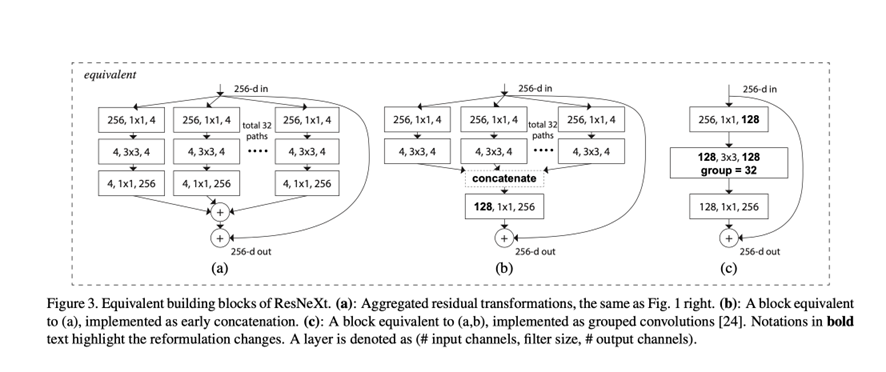 equivalent
256-d in
256, 1x1, 4
256, 1x1, 4
total 32
paths
256, 1x1, 4
4, 3x3, 4
4, 3x3, 4
....
4, 3x3, 4
4, 1x1, 256
4, 1x1, 256
4, 1x1, 256
+
+
256-d out
(a)
256-d in
256, 1x1, 4
256, 1x1, 4
total 32
paths
256, 1x1, 4
4, 3x3, 4
4, 3x3, 4
....
4, 3x3, 4
concatenate
128, 1x1, 256
+
256-d out
(b)
256-d in
256, 1x1, 128
128, 3x3, 128
group = 32
128, 1x1, 256
+
256-d out
(c)
Figure 3. Equivalent building blocks of ResNeXt. (a): Aggregated residual transformations, the same as Fig. 1 right. (b): A block equivalent
to (a), implemented as early concatenation. (c): A block equivalent to (a,b), implemented as grouped convolutions [24]. Notations in bold
text highlight the reformulation changes. A layer is denoted as (# input channels, filter size, # output channels).